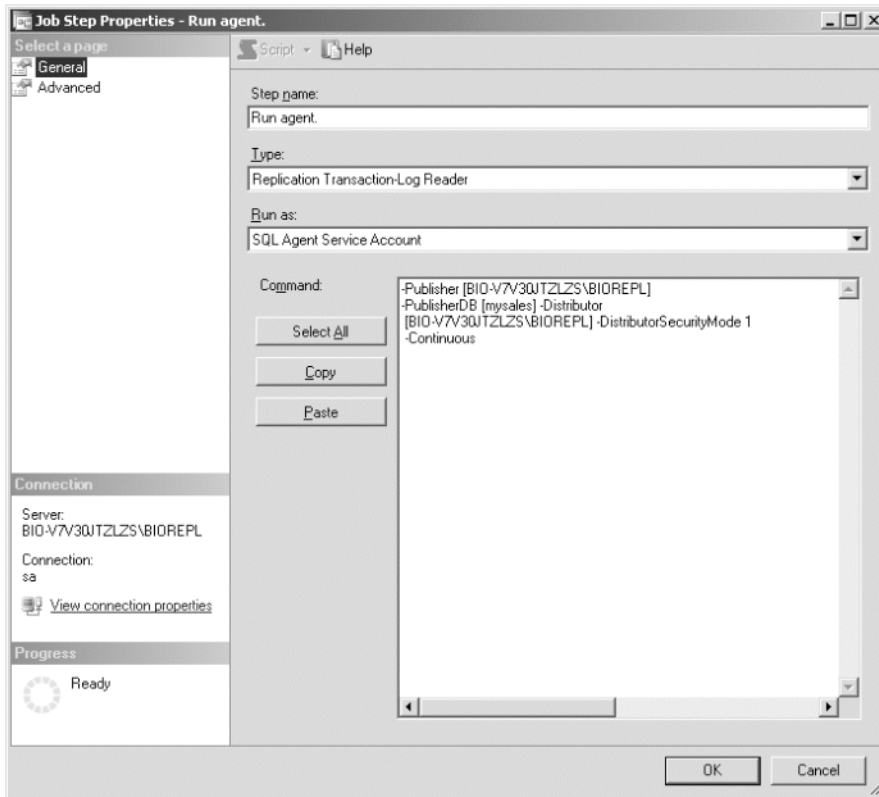 Job Step Properties - Run agent.
Select a page
General
Advanced
Script
Help
Step name:
Run agent.
Type:
Replication Transaction-Log Reader
Run as:
SQL Agent Service Account
Command:
Select All
Copy
Paste
-Publisher [BIO-V7V30JTZLZS\BIOREPL]
-PublisherDB [mysales] -Distributor
[BIO-V7V30JTZLZS\BIOREPL] -DistributorSecurityMode 1
-Continuous
Connection
Server:
BIO-V7V30JTZLZS\BIOREPL
Connection:
sa
View connection properties
Progress
Ready
OK
Cancel